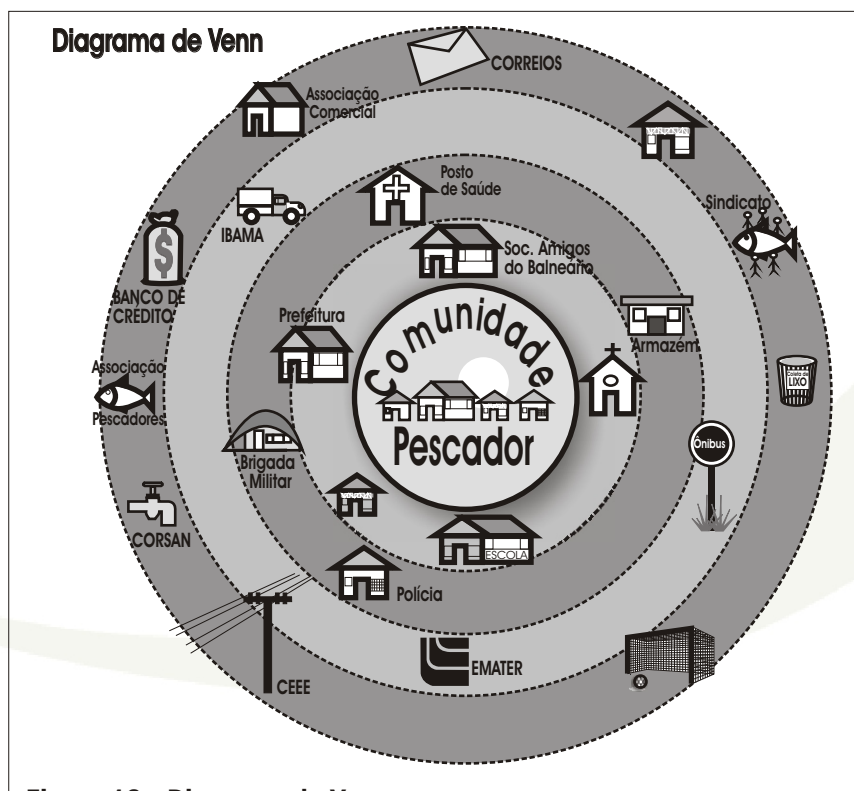 Diagrama de Venn
CORREIOS
Associação
Comercial
Posto
de Saúde
Sindicato
IBAMA
Soc. Amigos
do Balneário
BANCO DE
CRÉDITO
Prefeitura
Armazém
Associação
Pescadores
Coleta de
LIXO
Comunidade
Pescador
Ônibus
Brigada
Militar
CORSAN
ESCOLA
Polícia
EMATER
CEEE